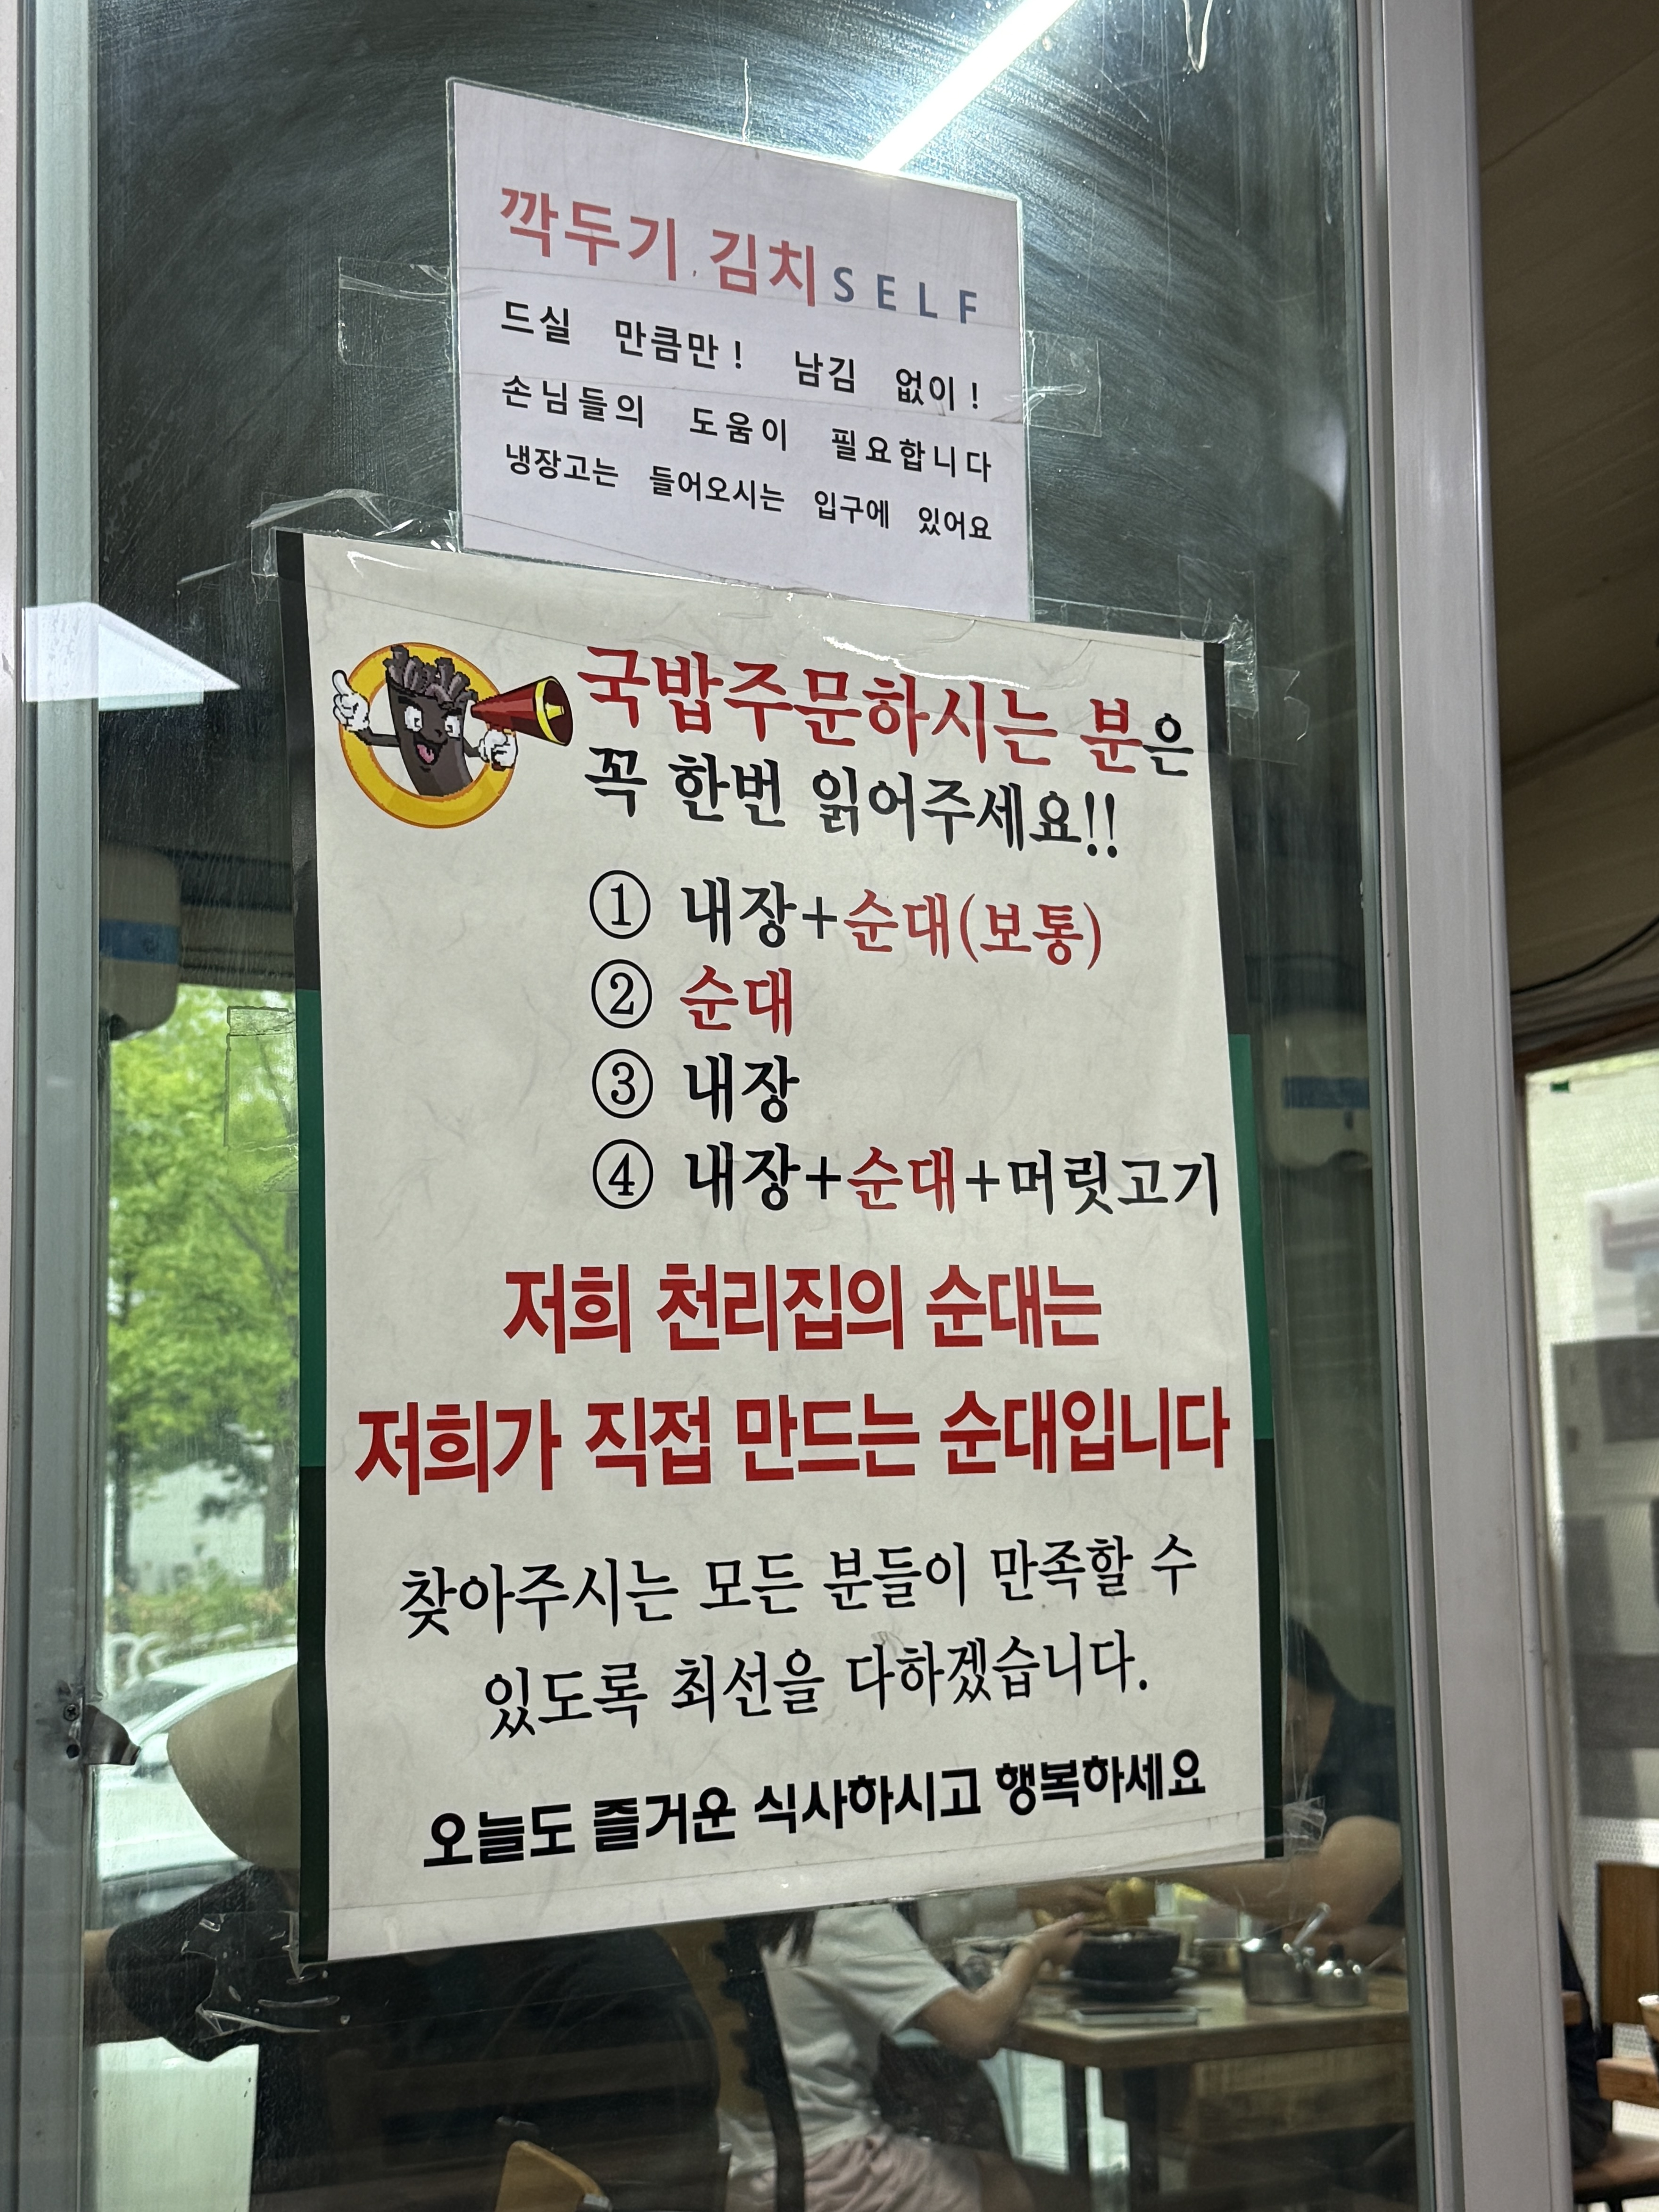 깍두기, 김치 SELF
드실 만큼만! 남김 없이!
손님들의 도움이 필요합니다
냉장고는 들어오시는 입구에 있어요
국밥주문하시는 분은
꼭 한번 읽어주세요!!
① 내장+순대(보통)
② 순대
③ 내장
④ 내장+순대+머릿고기
저희 천리집의 순대는
저희가 직접 만드는 순대입니다
찾아주시는 모든 분들이 만족할 수
있도록 최선을 다하겠습니다.
오늘도 즐거운 식사하시고 행복하세요